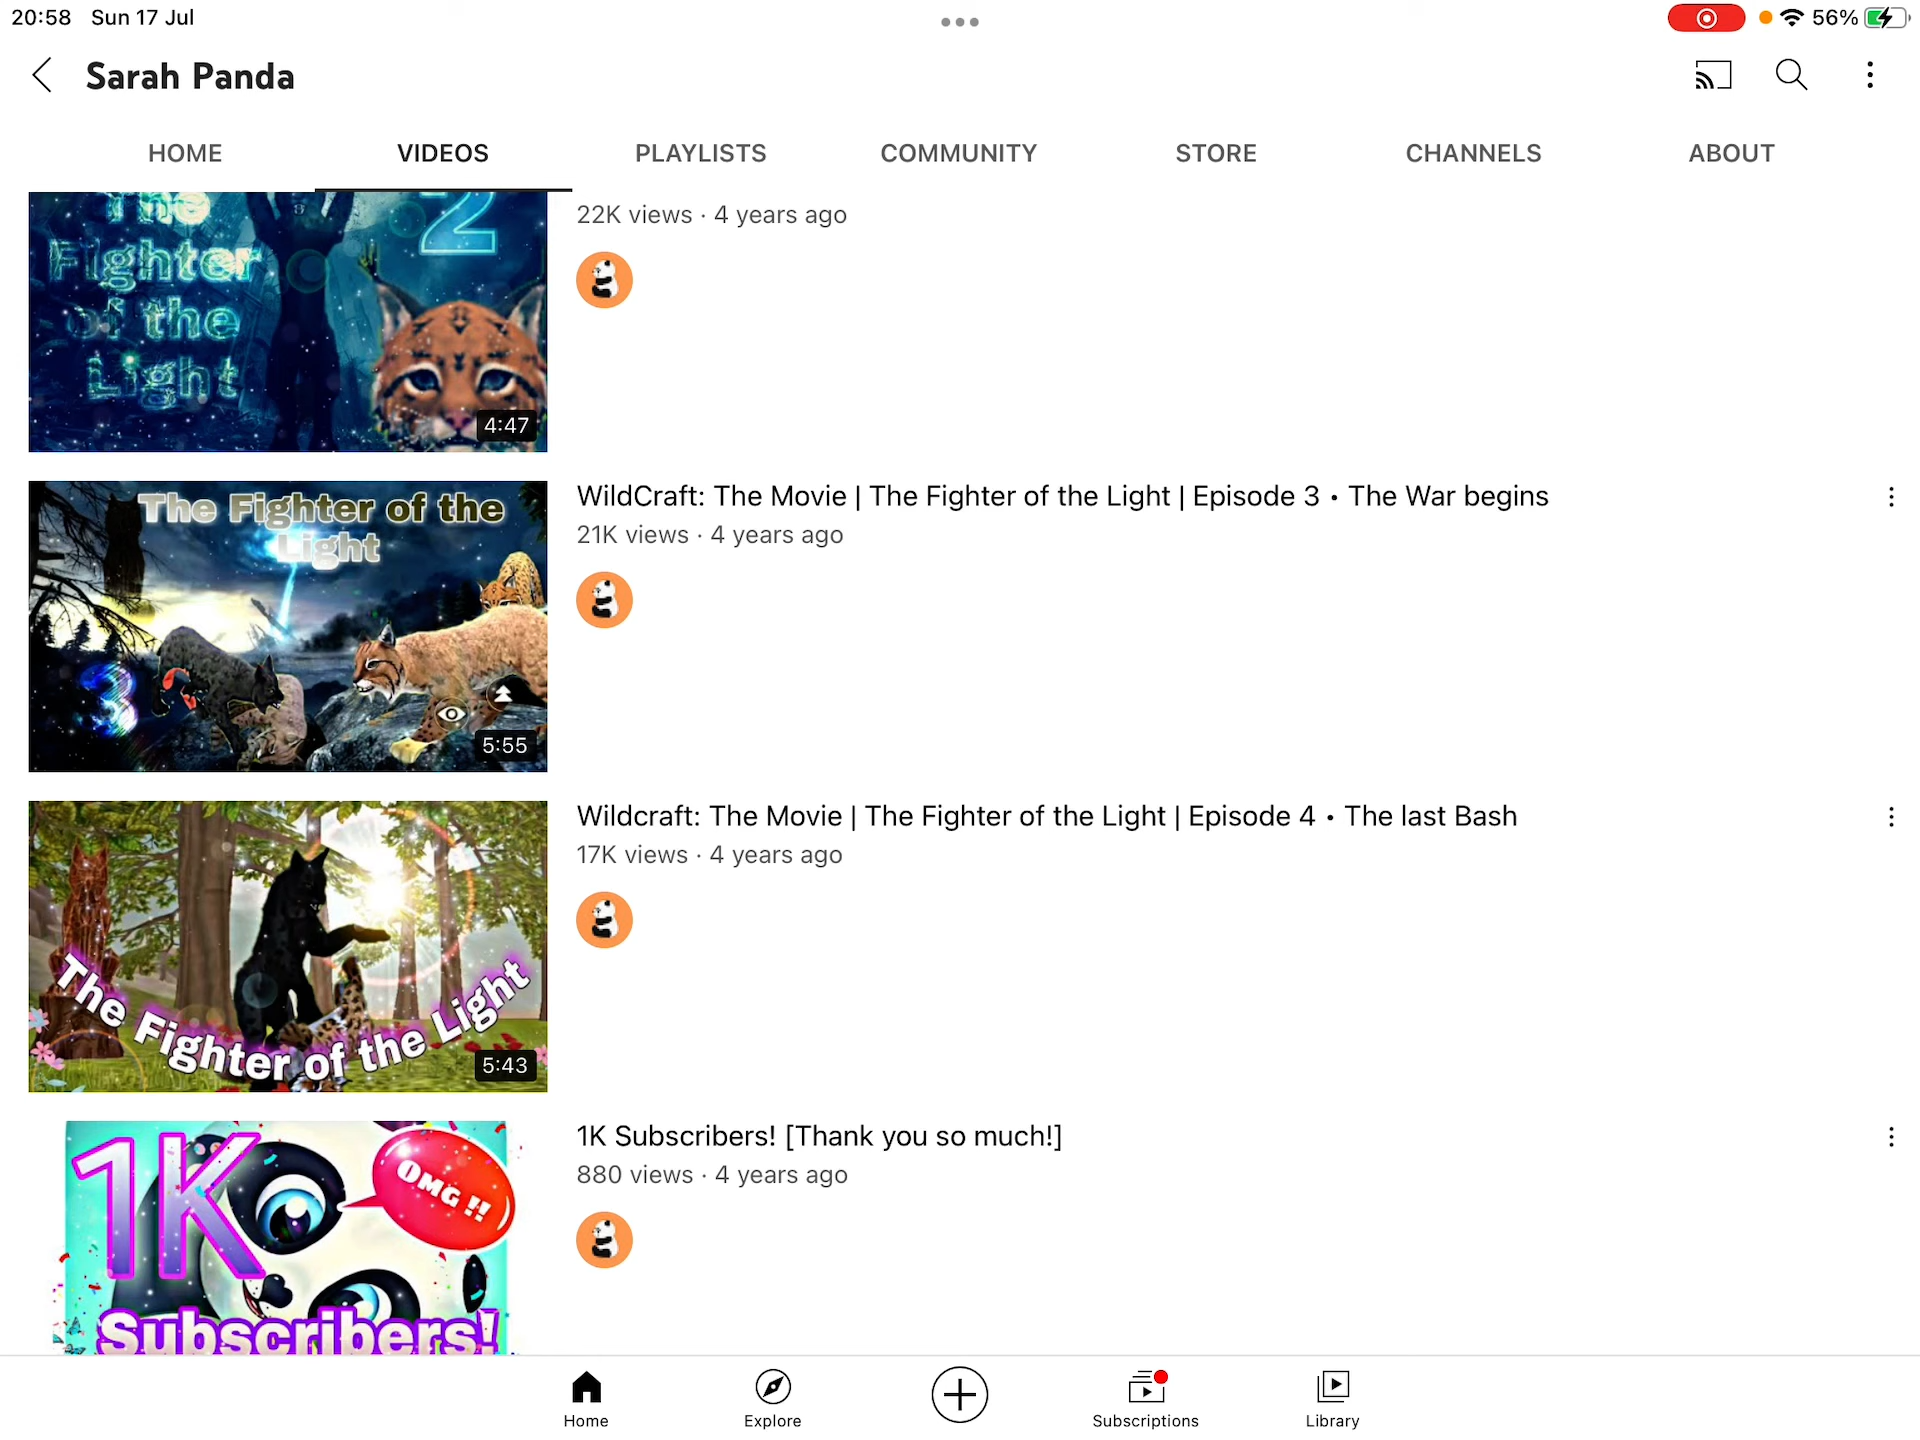 20:58 Sun 17 Jul
56%
Sarah Panda
HOME VIDEOS PLAYLISTS COMMUNITY STORE CHANNELS ABOUT
The
Fighter
of the
Light
2
4:47
22K views · 4 years ago
The Fighter of the
Light
3
5:55
WildCraft: The Movie | The Fighter of the Light | Episode 3 • The War begins
21K views · 4 years ago
The Fighter of the Light
5:43
Wildcraft: The Movie | The Fighter of the Light | Episode 4 • The last Bash
17K views · 4 years ago
1K
OMG !!
Subscribers!
1K Subscribers! [Thank you so much!]
880 views · 4 years ago
Home Explore Subscriptions Library